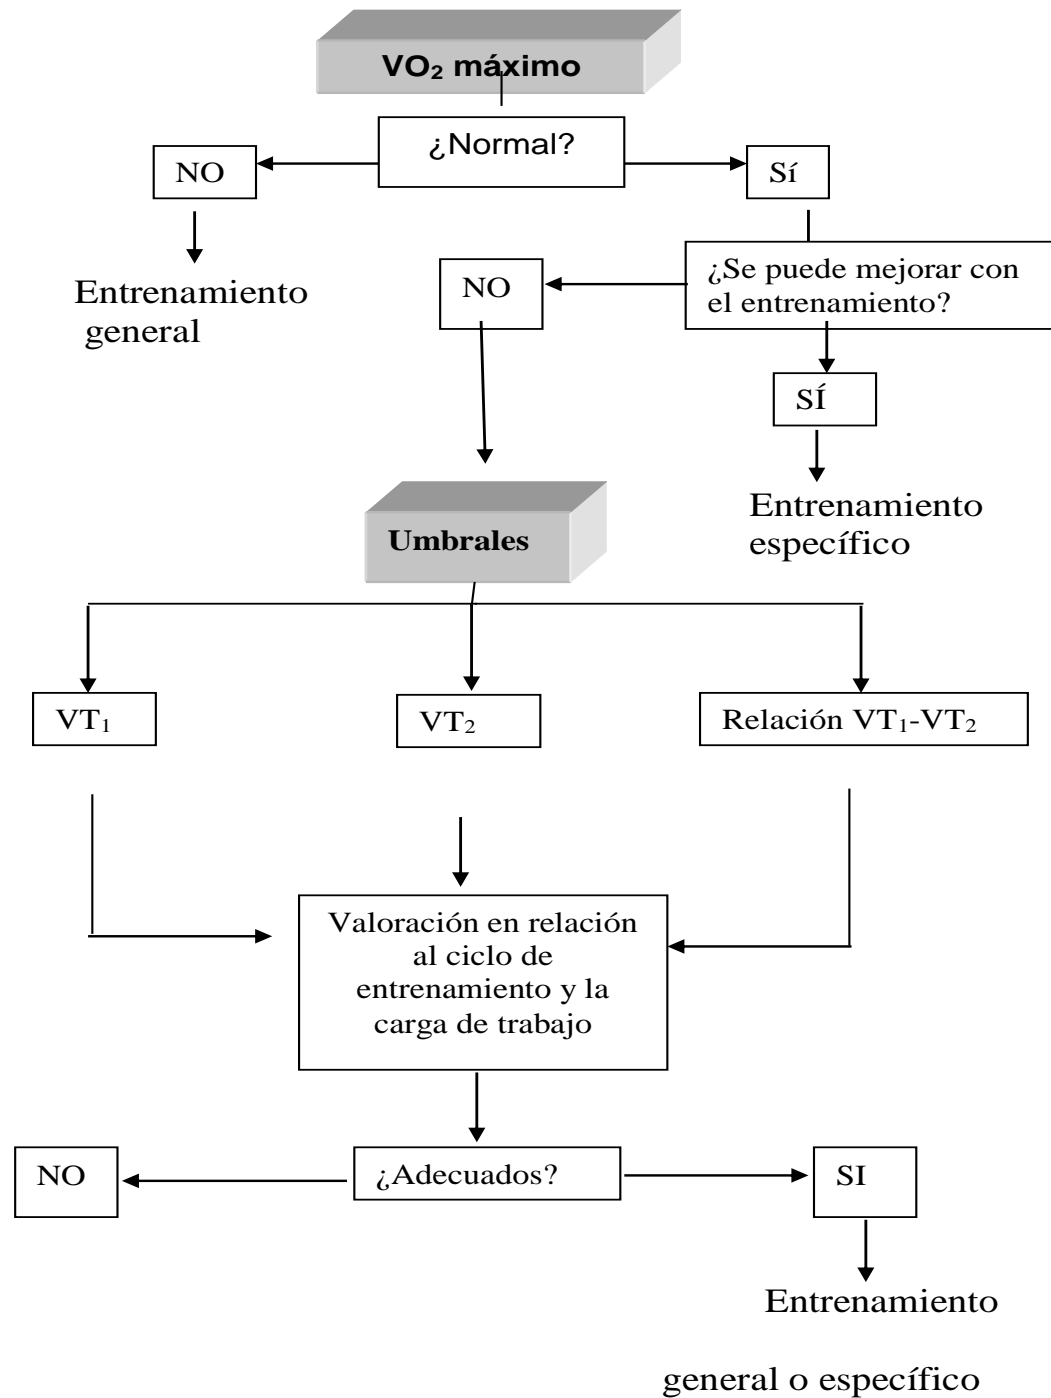 VO₂ máximo
¿Normal?
NO
Sí
Entrenamiento
general
NO
¿Se puede mejorar con
el entrenamiento?
SÍ
Entrenamiento
específico
Umbrales
VT₁
VT₂
Relación VT₁-VT₂
Valoración en relación
al ciclo de
entrenamiento y la
carga de trabajo
NO
¿Adecuados?
SI
Entrenamiento
general o específico